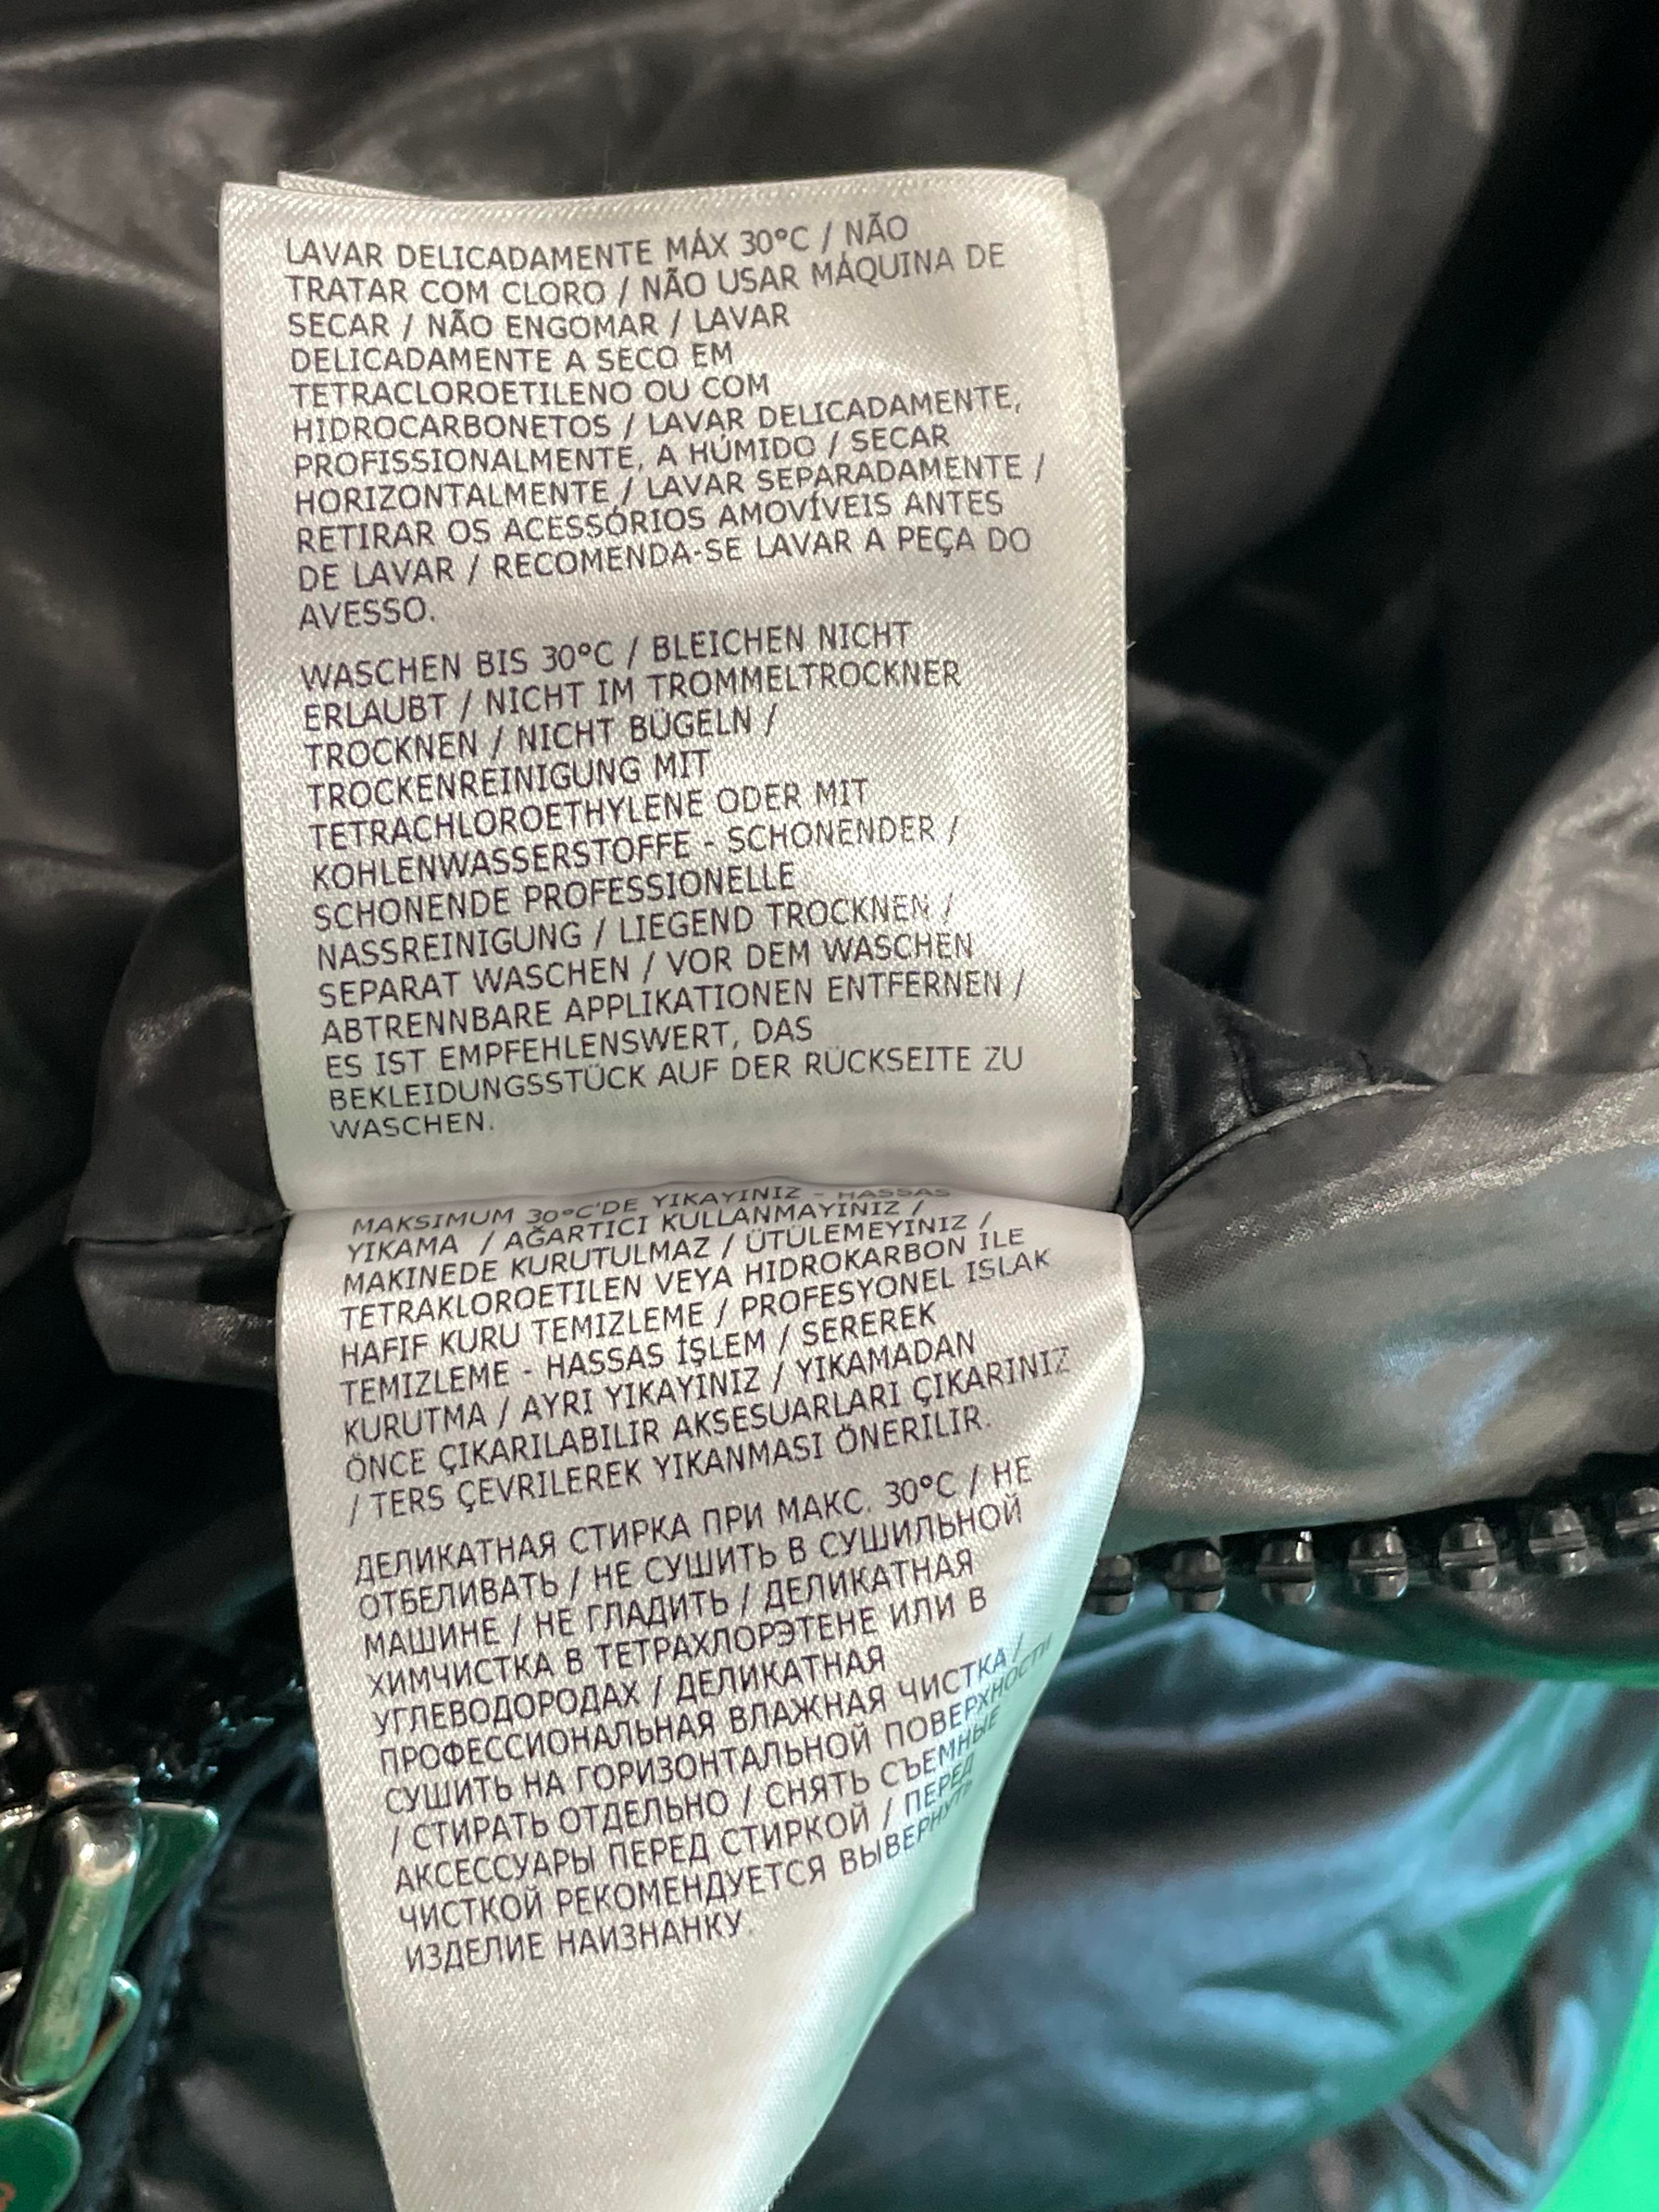 LAVAR DELICADAMENTE MÁX 30°C / NÃO
TRATAR COM CLORO / NÃO USAR MÁQUINA DE
SECAR / NÃO ENGOMAR / LAVAR
DELICADAMENTE A SECO EM
TETRACLOROETILENO OU COM
HIDROCARBONETOS / LAVAR DELICADAMENTE,
PROFISSIONALMENTE, A HÚMIDO / SECAR
HORIZONTALMENTE / LAVAR SEPARADAMENTE /
RETIRAR OS ACESSÓRIOS AMOVÍVEIS ANTES
DE LAVAR / RECOMENDA-SE LAVAR A PEÇA DO
AVESSO.
WASCHEN BIS 30°C / BLEICHEN NICHT
ERLAUBT / NICHT IM TROMMELTROCKNER
TROCKNEN / NICHT BÜGELN /
TROCKENREINIGUNG MIT
TETRACHLOROETHYLENE ODER MIT
KOHLENWASSERSTOFFE - SCHONENDER /
SCHONENDE PROFESSIONELLE
NASSREINIGUNG / LIEGEND TROCKNEN /
SEPARAT WASCHEN / VOR DEM WASCHEN
ABTRENNBARE APPLIKATIONEN ENTFERNEN /
ES IST EMPFEHLENSWERT, DAS
BEKLEIDUNGSSTÜCK AUF DER RÜCKSEITE ZU
WASCHEN.
MAKSIMUM 30°C'DE YIKAYINIZ - HASSAS
YIKAMA / AĞARTICI KULLANMAYINIZ /
MAKINEDE KURUTULMAZ / ÜTÜLEMEYINIZ /
TETRAKLOROETILEN VEYA HIDROKARBON ILE
HAFIF KURU TEMIZLEME / PROFESYONEL ISLAK
TEMIZLEME - HASSAS İŞLEM / SEREREK
KURUTMA / AYRI YIKAYINIZ / YIKAMADAN
ÖNCE ÇIKARILABILIR AKSESUARLARI ÇIKARINIZ
/ TERS ÇEVRILEREK YIKANMASI ÖNERILIR.
ДЕЛИКАТНАЯ СТИРКА ПРИ МАКС. 30°C / НЕ
ОТБЕЛИВАТЬ / НЕ СУШИТЬ В СУШИЛЬНОЙ
МАШИНЕ / НЕ ГЛАДИТЬ / ДЕЛИКАТНАЯ
ХИМЧИСТКА В ТЕТРАХЛОРЭТЕНЕ ИЛИ В
УГЛЕВОДОРОДАХ / ДЕЛИКАТНАЯ
ПРОФЕССИОНАЛЬНАЯ ВЛАЖНАЯ ЧИСТКА /
СУШИТЬ НА ГОРИЗОНТАЛЬНОЙ ПОВЕРХНОСТИ
/ СТИРАТЬ ОТДЕЛЬНО / СНЯТЬ СЪЕМНЫЕ
АКСЕССУАРЫ ПЕРЕД СТИРКОЙ / ПЕРЕД
ЧИСТКОЙ РЕКОМЕНДУЕТСЯ ВЫВЕРНУТЬ
ИЗДЕЛИЕ НАИЗНАНКУ.